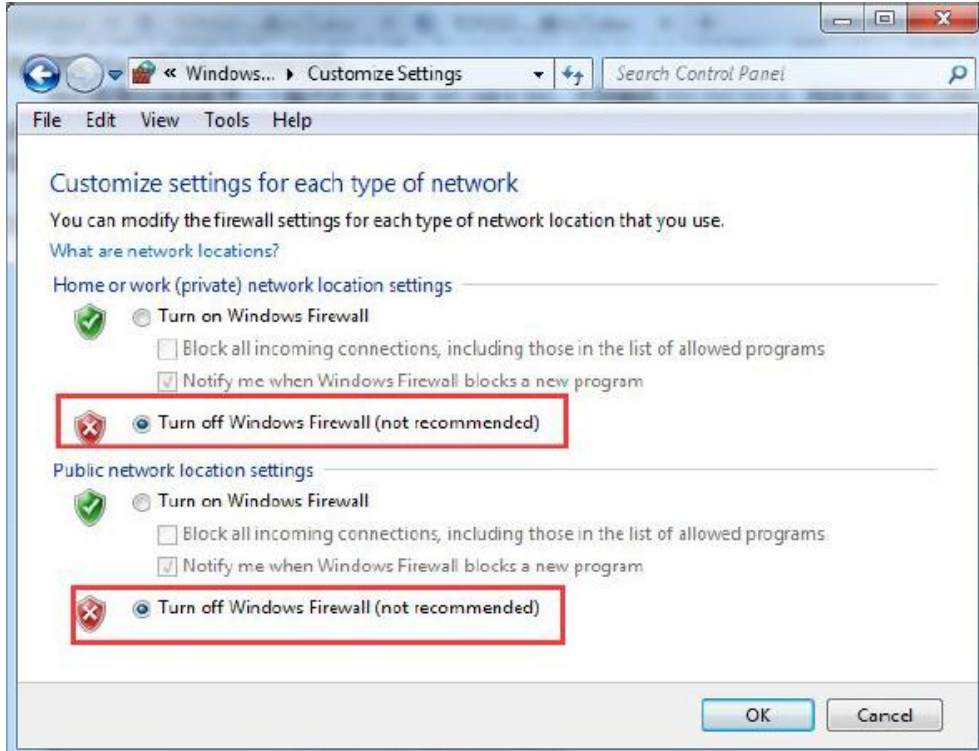 « Windows... ▸ Customize Settings
Search Control Panel
File Edit View Tools Help
Customize settings for each type of network
You can modify the firewall settings for each type of network location that you use.
What are network locations?
Home or work (private) network location settings
Turn on Windows Firewall
Block all incoming connections, including those in the list of allowed programs
Notify me when Windows Firewall blocks a new program
Turn off Windows Firewall (not recommended)
Public network location settings
Turn on Windows Firewall
Block all incoming connections, including those in the list of allowed programs
Notify me when Windows Firewall blocks a new program
Turn off Windows Firewall (not recommended)
OK Cancel